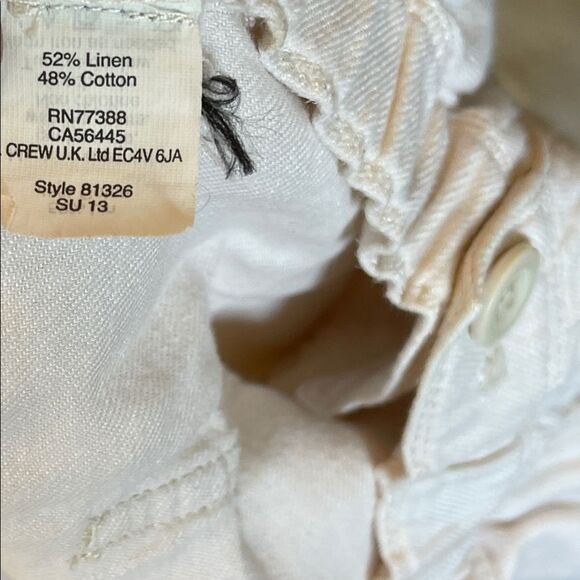 52% Linen
48% Cotton
RN77388
CA56445
CREW U.K. Ltd EC4V 6JA
Style 81326
SU 13